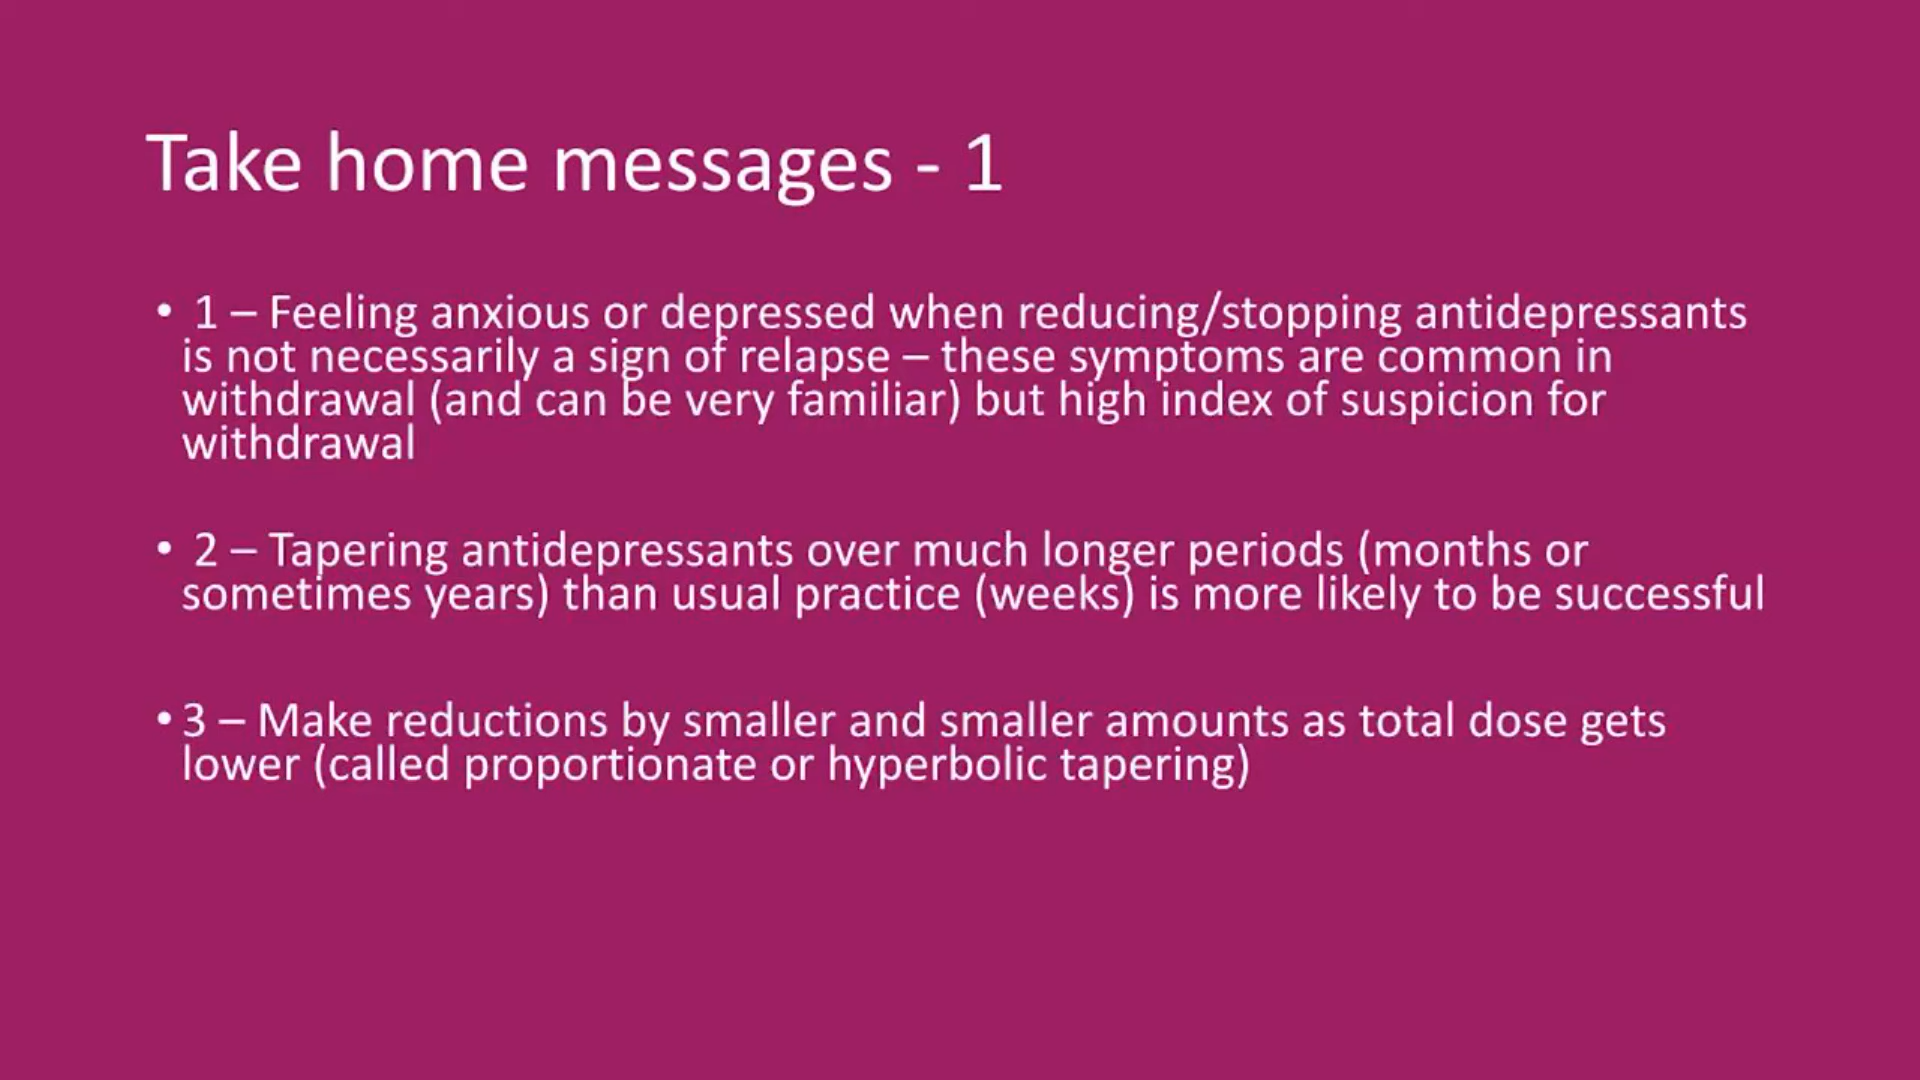 Take home messages - 1
• 1 – Feeling anxious or depressed when reducing/stopping antidepressants
is not necessarily a sign of relapse – these symptoms are common in
withdrawal (and can be very familiar) but high index of suspicion for
withdrawal
• 2 – Tapering antidepressants over much longer periods (months or
sometimes years) than usual practice (weeks) is more likely to be successful
• 3 – Make reductions by smaller and smaller amounts as total dose gets
lower (called proportionate or hyperbolic tapering)